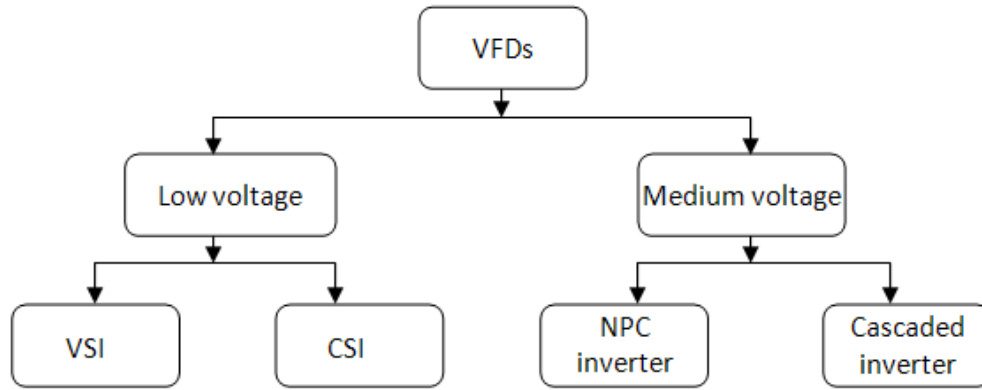 VFDs
Low voltage
Medium voltage
VSI
CSI
NPC
inverter
Cascaded
inverter